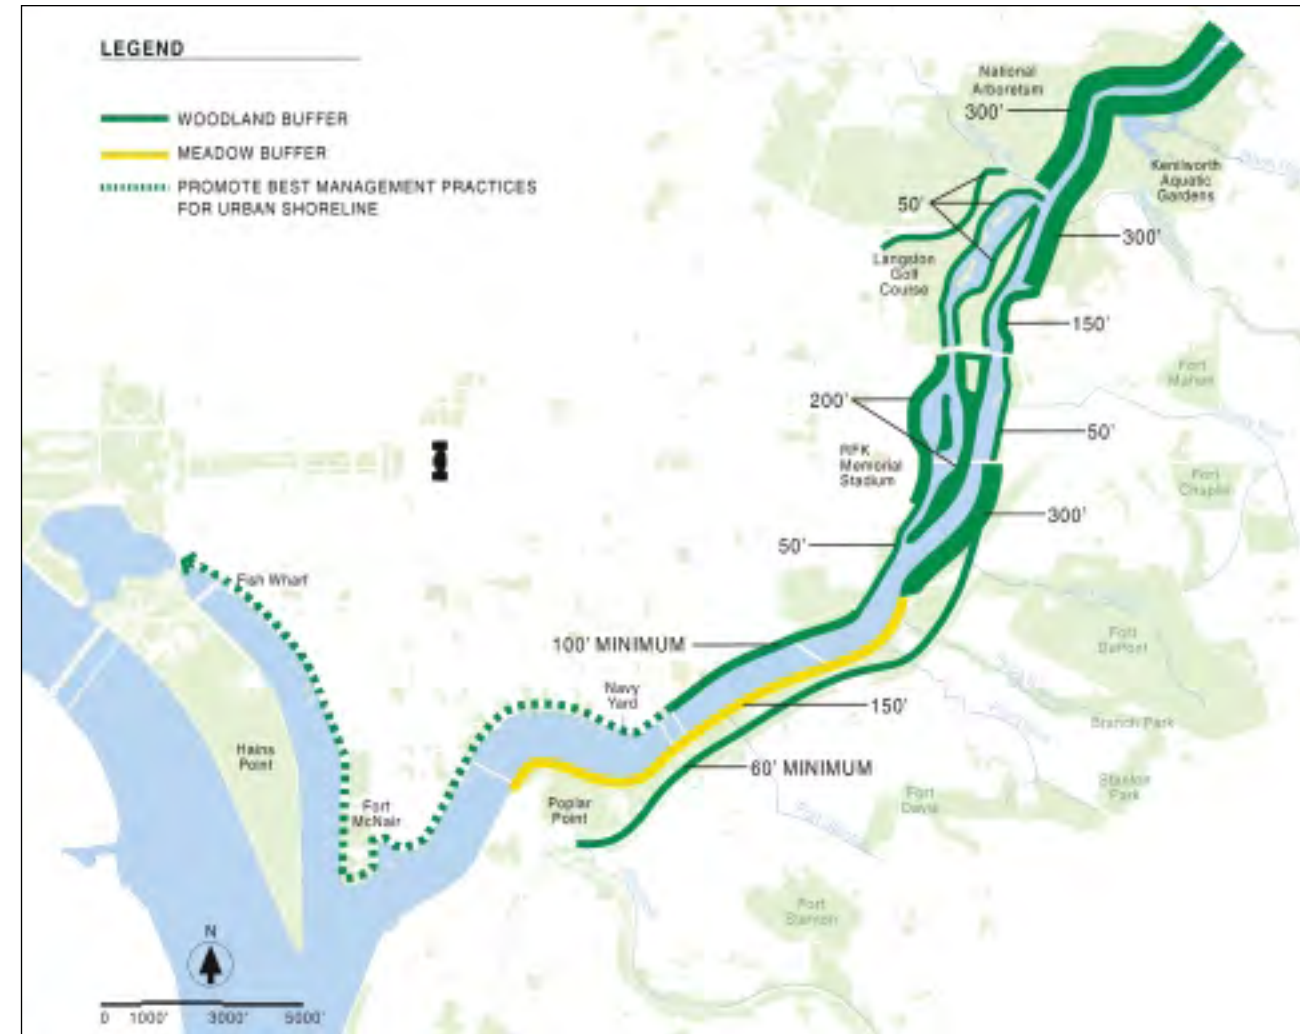 LEGEND
WOODLAND BUFFER
MEADOW BUFFER
PROMOTE BEST MANAGEMENT PRACTICES
FOR URBAN SHORELINE
National
Arboretum
300'
Kenilworth
Aquatic
Gardens
50'
300'
Langston
Golf
Course
150'
Fort
Mahan
200'
50'
RFK
Memorial
Stadium
Fort
Chaplin
300'
50'
Fish Wharf
Fort
DuPont
100' MINIMUM
Navy
Yard
150'
Branch Park
Hains
Point
60' MINIMUM
Stanton
Park
Fort
Davis
Poplar
Point
Fort
McNair
Fort
Stanton
N
0 1000' 3000' 5000'